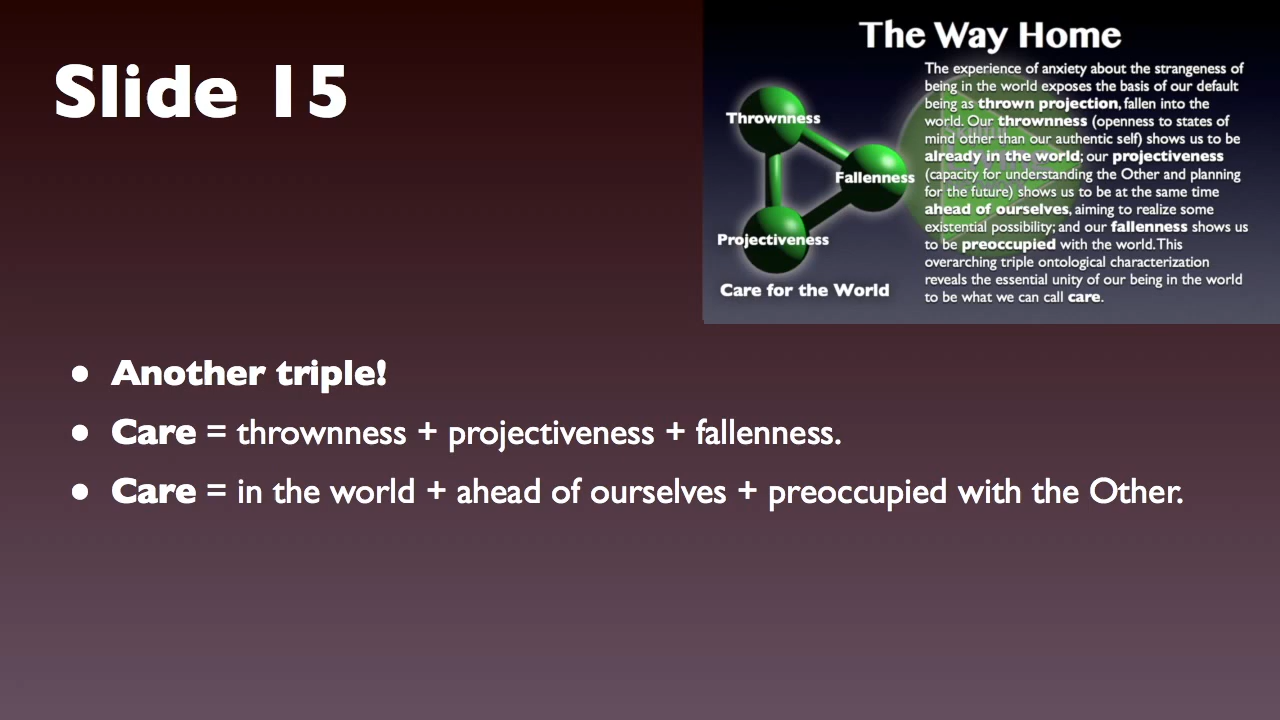 Slide 15
The Way Home
The experience of anxiety about the strangeness of
being in the world exposes the basis of our default
being as thrown projection, fallen into the
world. Our thrownness (openness to states of
mind other than our authentic self) shows us to be
already in the world; our projectiveness
(capacity for understanding the Other and planning
for the future) shows us to be at the same time
ahead of ourselves, aiming to realize some
existential possibility; and our fallenness shows us
to be preoccupied with the world. This
overarching triple ontological characterization
reveals the essential unity of our being in the world
to be what we can call care.
Thrownness
Fallenness
Projectiveness
Care for the World
• Another triple!
• Care = thrownness + projectiveness + fallenness.
• Care = in the world + ahead of ourselves + preoccupied with the Other.